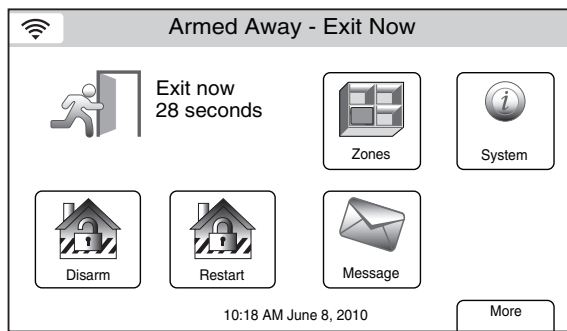 Armed Away - Exit Now
Exit now
28 seconds
Zones
System
Disarm
Restart
Message
10:18 AM June 8, 2010
More